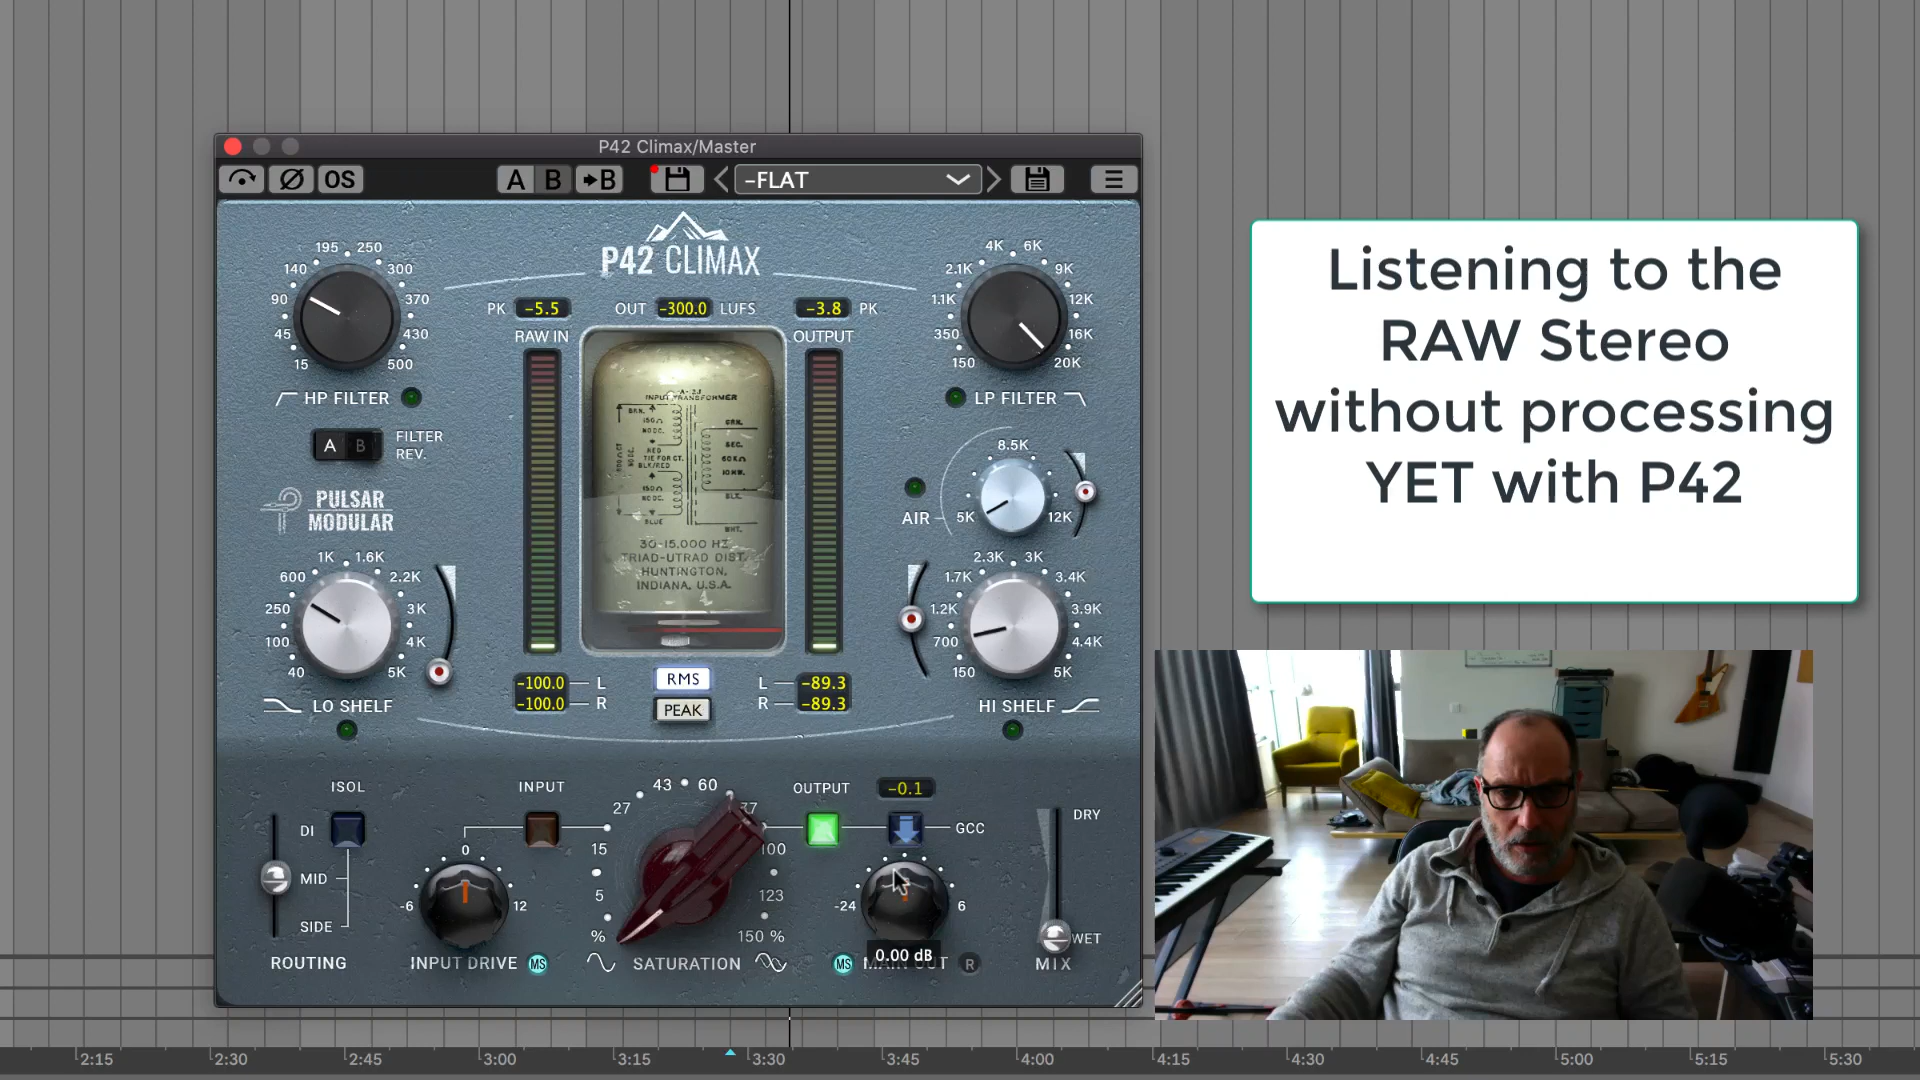 P42 Climax/Master
OS
A B →B
-FLAT
P42 CLIMAX
PK -5.5 OUT -300.0 LUFS -3.8 PK
RAW IN OUTPUT
195 250
140 300
90 370
45 430
15 500
HP FILTER
A B FILTER REV.
PULSAR
MODULAR
4K 6K
2.1K 9K
1.1K 12K
350 16K
150 20K
LP FILTER
8.5K
AIR 5K 12K
INPUT TRANSFORMER
30-15,000 HZ
TRIAD-UTRAD DIST.
HUNTINGTON,
INDIANA, U.S.A.
1K 1.6K
600 2.2K
250 3K
100 4K
40 5K
LO SHELF
2.3K 3K
1.7K 3.4K
1.2K 3.9K
700 4.4K
150 5K
HI SHELF
-100.0 L
-100.0 R
RMS
PEAK
L -89.3
R -89.3
ISOL
DI
MID
SIDE
ROUTING
INPUT
0
-6 12
INPUT DRIVE MS
43 60
27 77
15 100
5 123
% 150 %
SATURATION
OUTPUT -0.1
GCC
-24 6
0.00 dB
MS MAIN OUT R
DRY
WET
MIX
Listening to the
RAW Stereo
without processing
YET with P42
2:15 2:30 2:45 3:00 3:15 3:30 3:45 4:00 4:15 4:30 4:45 5:00 5:15 5:30